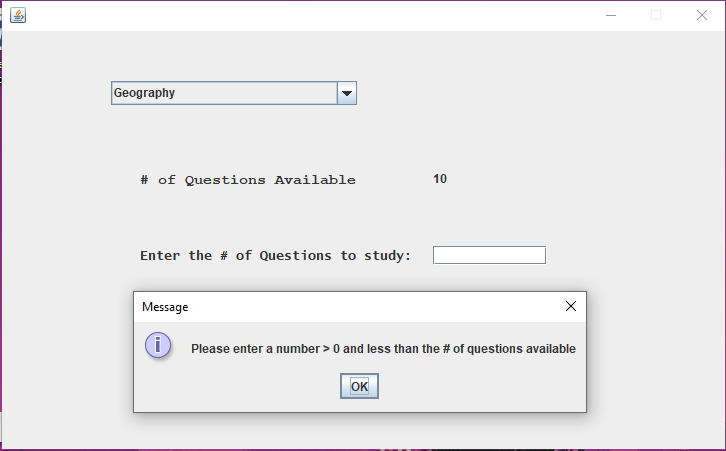 Geography
# of Questions Available 10
Enter the # of Questions to study:
Message
Please enter a number > 0 and less than the # of questions available
OK